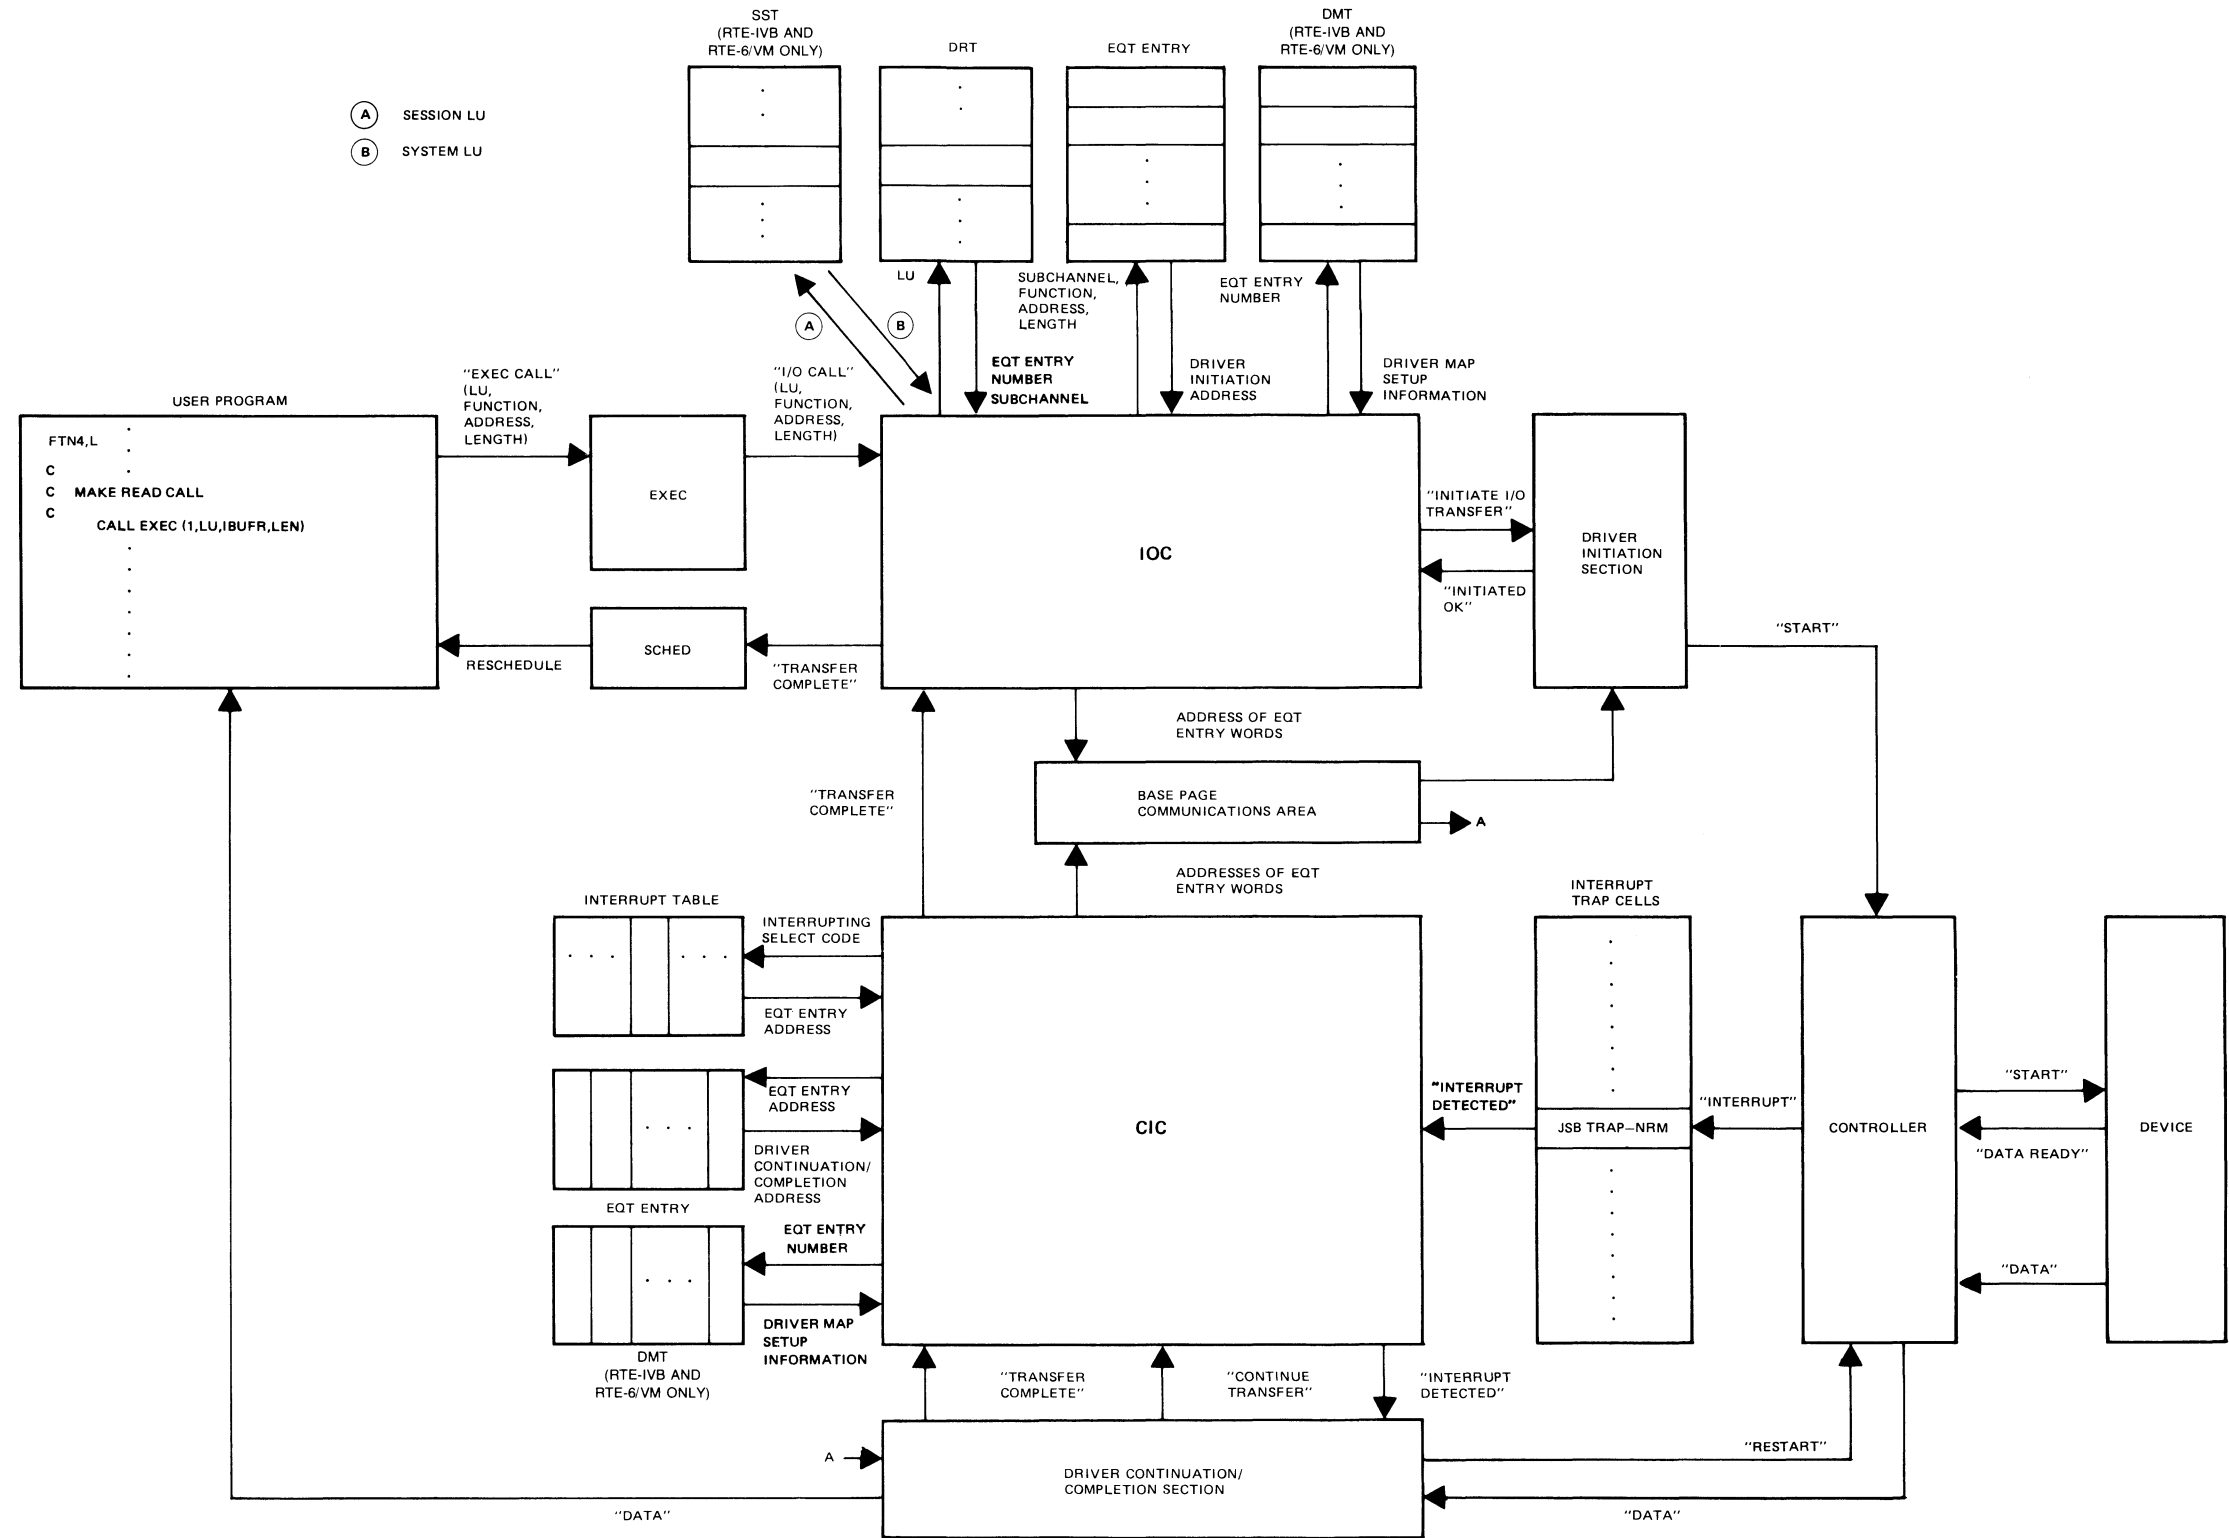 SST
(RTE-IVB AND
RTE-6/VM ONLY)
DRT
EQT ENTRY
DMT
(RTE-IVB AND
RTE-6/VM ONLY)
A SESSION LU
B SYSTEM LU
A
B
LU
EQT ENTRY
NUMBER
SUBCHANNEL
SUBCHANNEL,
FUNCTION,
ADDRESS,
LENGTH
DRIVER
INITIATION
ADDRESS
EQT ENTRY
NUMBER
DRIVER MAP
SETUP
INFORMATION
USER PROGRAM
FTN4,L
C
C MAKE READ CALL
C
CALL EXEC (1,LU,IBUFR,LEN)
"EXEC CALL"
(LU,
FUNCTION,
ADDRESS,
LENGTH)
EXEC
"I/O CALL"
(LU,
FUNCTION,
ADDRESS,
LENGTH)
IOC
"INITIATE I/O
TRANSFER"
"INITIATED
OK"
DRIVER
INITIATION
SECTION
"START"
RESCHEDULE
SCHED
"TRANSFER
COMPLETE"
ADDRESS OF EQT
ENTRY WORDS
"TRANSFER
COMPLETE"
BASE PAGE
COMMUNICATIONS AREA
A
ADDRESSES OF EQT
ENTRY WORDS
INTERRUPT TABLE
INTERRUPTING
SELECT CODE
EQT ENTRY
ADDRESS
EQT ENTRY
ADDRESS
DRIVER
CONTINUATION/
COMPLETION
ADDRESS
EQT ENTRY
EQT ENTRY
NUMBER
DRIVER MAP
SETUP
INFORMATION
DMT
(RTE-IVB AND
RTE-6/VM ONLY)
CIC
"INTERRUPT
DETECTED"
INTERRUPT
TRAP CELLS
JSB TRAP–NRM
"INTERRUPT"
CONTROLLER
"START"
"DATA READY"
"DATA"
DEVICE
"TRANSFER
COMPLETE"
"CONTINUE
TRANSFER"
"INTERRUPT
DETECTED"
A
DRIVER CONTINUATION/
COMPLETION SECTION
"RESTART"
"DATA"
"DATA"